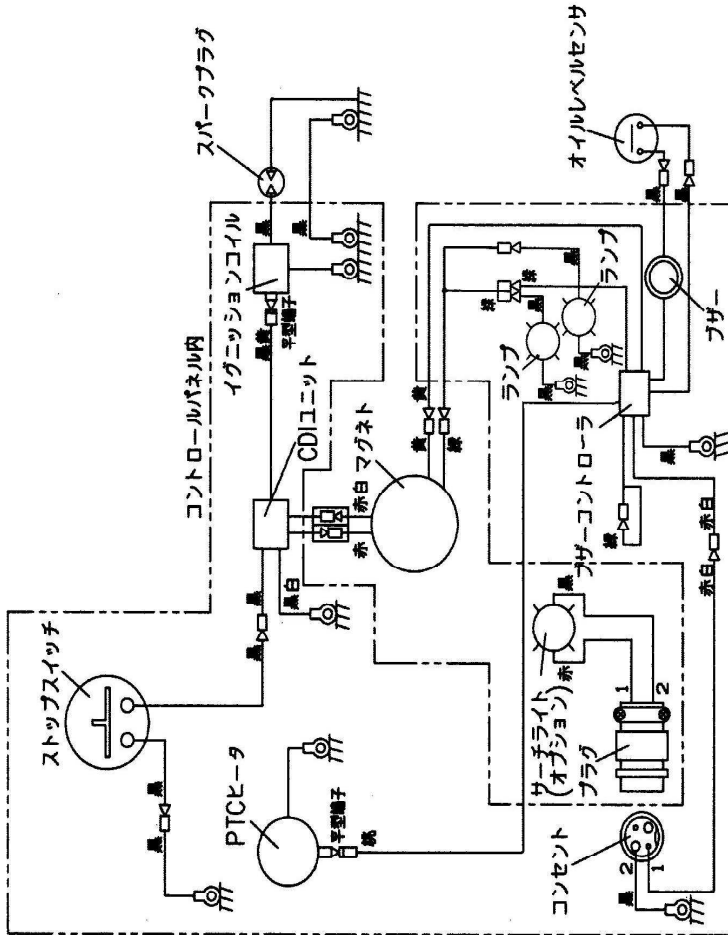 コントロールパネル内
ストップスイッチ
黒
黒
黒
黒
CDIユニット
黒白
黒黄
平型端子
イグニッションコイル
黒
スパークプラグ
黒
赤
赤白
マグネト
黄
黄
緑
PTCヒータ
平型端子
桃
緑
緑
黒
黒
ランプ
黒
黒
ランプ
オイルレベルセンサ
黒
黒
ブザー
ブザーコントローラ
緑
黒
赤白
赤白
サーチライト
(オプション)
赤
黒
プラグ
1
2
コンセント
2
1
黒